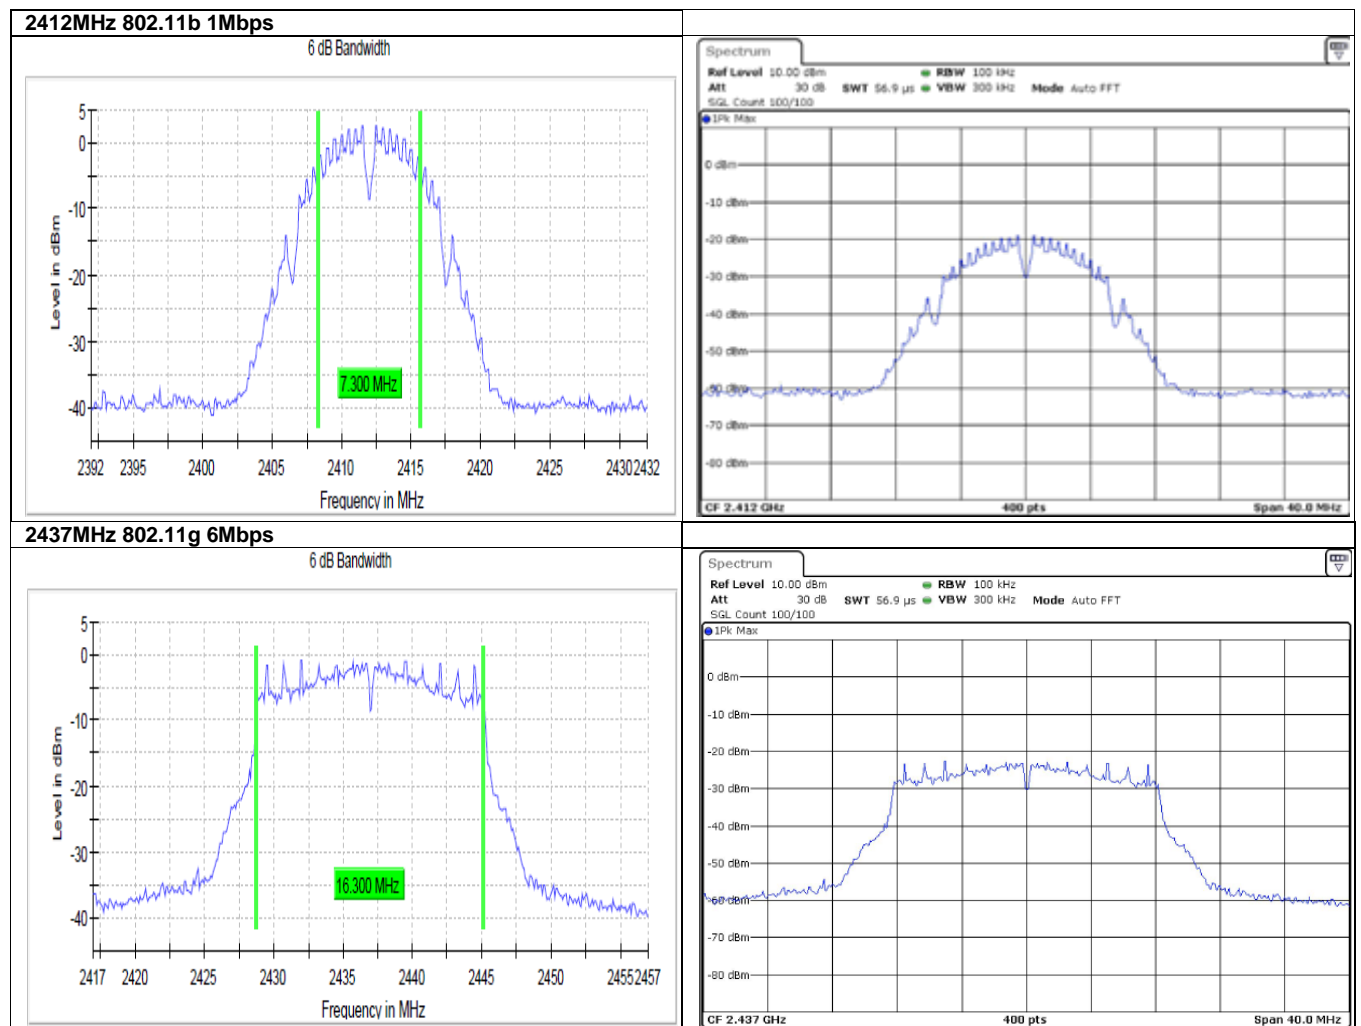 2412MHz 802.11b 1Mbps
6 dB Bandwidth
5
0
-10
-20
-30
-40
Level in dBm
7.300 MHz
2392 2395 2400 2405 2410 2415 2420 2425 2430 2432
Frequency in MHz
Spectrum
Ref Level 10.00 dBm RBW 100 kHz
Att 30 dB SWT 56.9 µs VBW 300 kHz Mode Auto FFT
SGL Count 100/100
1Pk Max
0 dBm
-10 dBm
-20 dBm
-30 dBm
-40 dBm
-50 dBm
-60 dBm
-70 dBm
-80 dBm
CF 2.412 GHz 400 pts Span 40.0 MHz
2437MHz 802.11g 6Mbps
6 dB Bandwidth
5
0
-10
-20
-30
-40
Level in dBm
16.300 MHz
2417 2420 2425 2430 2435 2440 2445 2450 2455 2457
Frequency in MHz
Spectrum
Ref Level 10.00 dBm RBW 100 kHz
Att 30 dB SWT 56.9 µs VBW 300 kHz Mode Auto FFT
SGL Count 100/100
1Pk Max
0 dBm
-10 dBm
-20 dBm
-30 dBm
-40 dBm
-50 dBm
-60 dBm
-70 dBm
-80 dBm
CF 2.437 GHz 400 pts Span 40.0 MHz